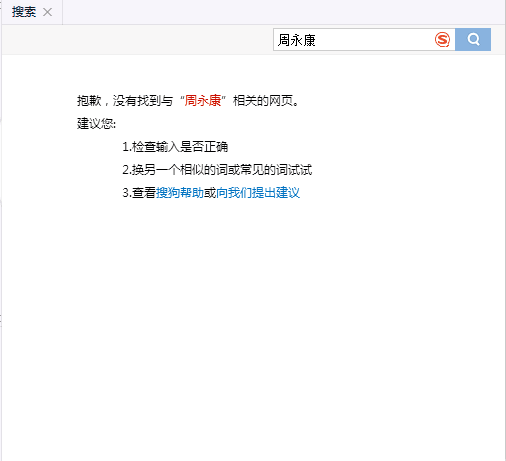 搜索
周永康
抱歉，没有找到与“周永康”相关的网页。
建议您:
1.检查输入是否正确
2.换另一个相似的词或常见的词试试
3.查看搜狗帮助或向我们提出建议